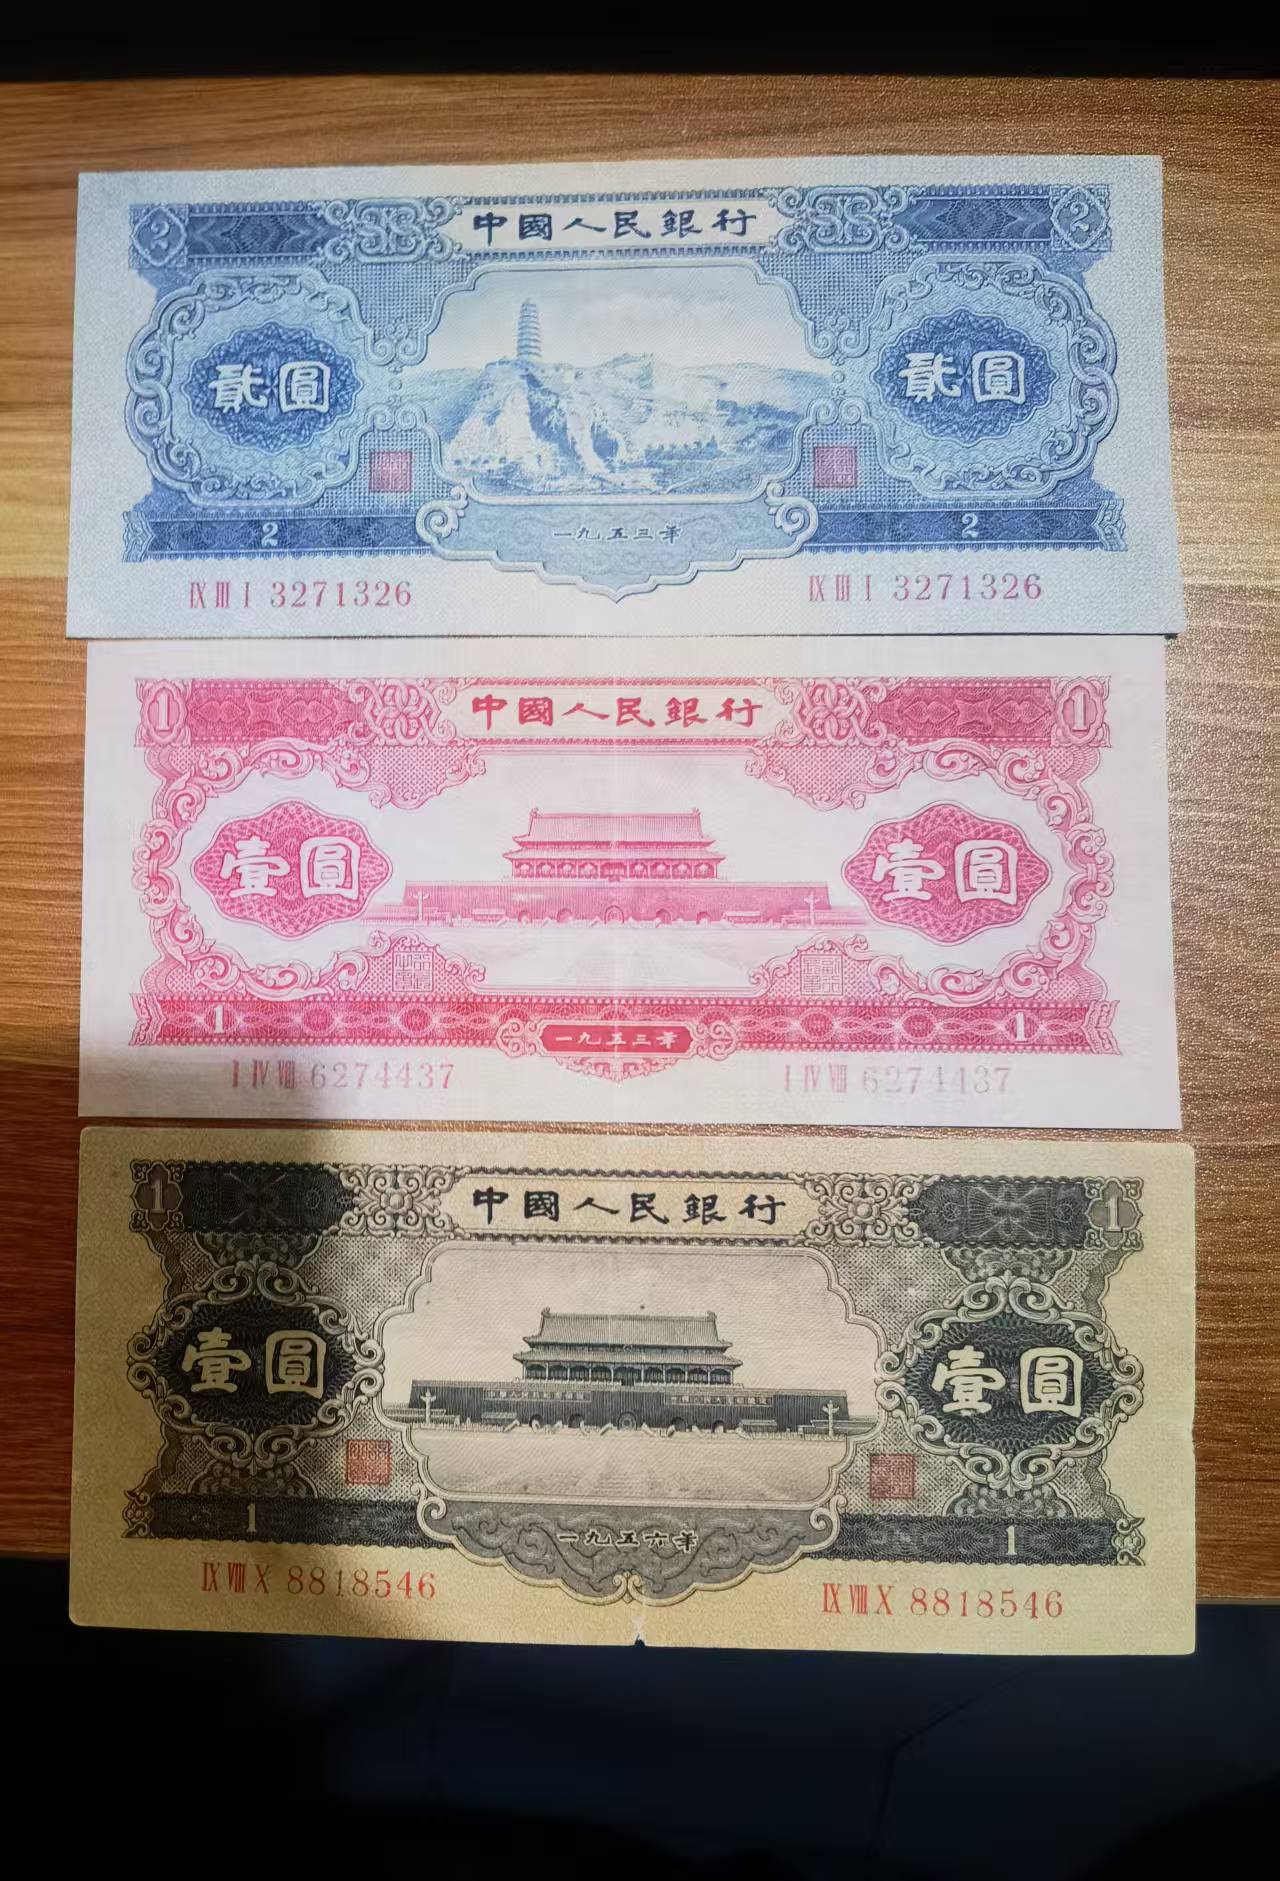 2 中國人民銀行 2
貳圓 貳圓
2 一九五三年 2
Ⅸ Ⅲ Ⅰ 3271326 Ⅸ Ⅲ Ⅰ 3271326
1 中國人民銀行 1
壹圓 壹圓
1 一九五三年 1
Ⅰ Ⅳ Ⅷ 6274437 Ⅰ Ⅳ Ⅷ 6274437
1 中國人民銀行 1
壹圓 壹圓
1 一九五六年 1
Ⅸ Ⅷ Ⅹ 8818546 Ⅸ Ⅷ Ⅹ 8818546